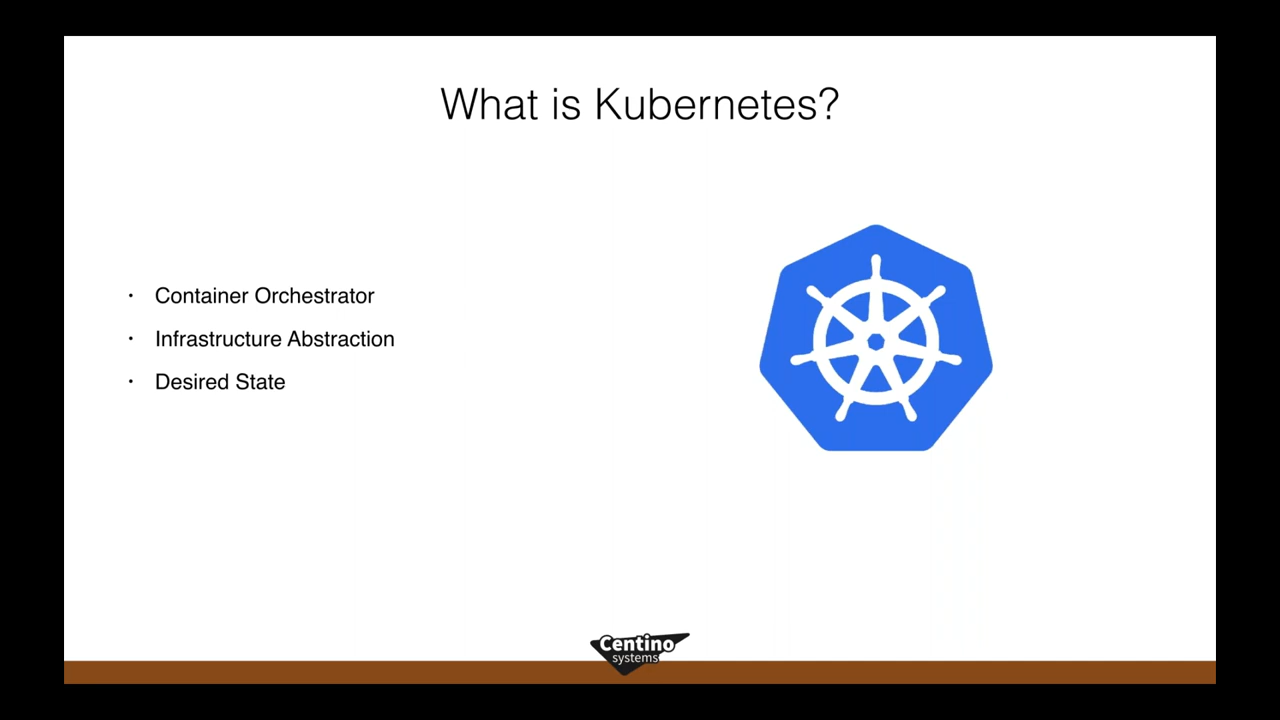 What is Kubernetes?
• Container Orchestrator
• Infrastructure Abstraction
• Desired State
Centino
systems